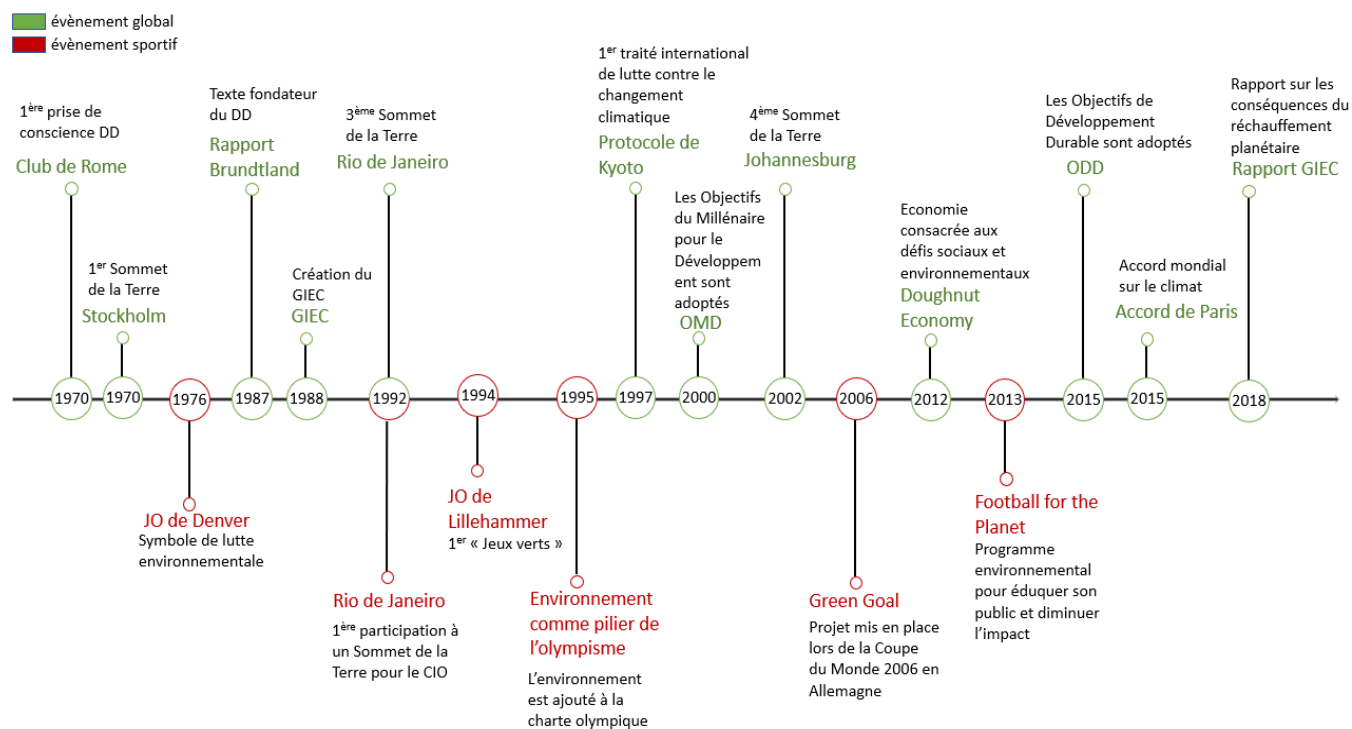 évènement global
évènement sportif
1ère prise de
conscience DD
Club de Rome
1er Sommet
de la Terre
Stockholm
Texte fondateur
du DD
Rapport
Brundtland
Création du
GIEC
GIEC
3ème Sommet
de la Terre
Rio de Janeiro
1er traité international
de lutte contre le
changement
climatique
Protocole de
Kyoto
Les Objectifs
du Millénaire
pour le
Développem
ent sont
adoptés
OMD
4ème Sommet
de la Terre
Johannesburg
Economie
consacrée aux
défis sociaux et
environnementaux
Doughnut
Economy
Les Objectifs de
Développement
Durable sont adoptés
ODD
Accord mondial
sur le climat
Accord de Paris
Rapport sur les
conséquences du
réchauffement
planétaire
Rapport GIEC
1970 1970 1976 1987 1988 1992 1994 1995 1997 2000 2002 2006 2012 2013 2015 2015 2018
JO de Denver
Symbole de lutte
environnementale
Rio de Janeiro
1ère participation à
un Sommet de la
Terre pour le CIO
JO de
Lillehammer
1er « Jeux verts »
Environnement
comme pilier de
l'olympisme
L'environnement
est ajouté à la
charte olympique
Green Goal
Projet mis en place
lors de la Coupe
du Monde 2006 en
Allemagne
Football for the
Planet
Programme
environnemental
pour éduquer son
public et diminuer
l'impact